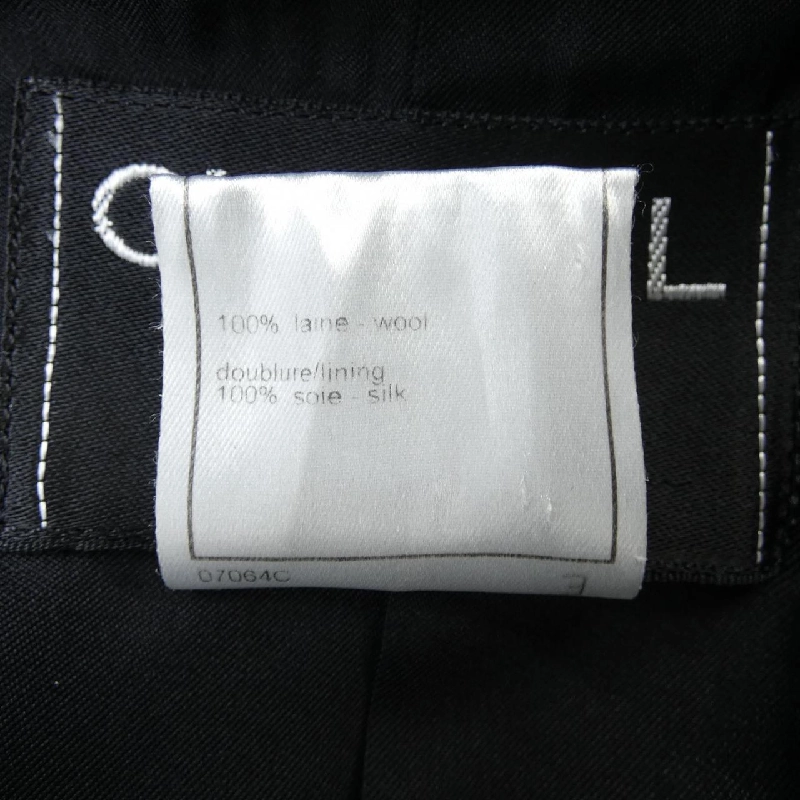 C L
100% laine - wool
doublure/lining
100% soie - silk
07064C